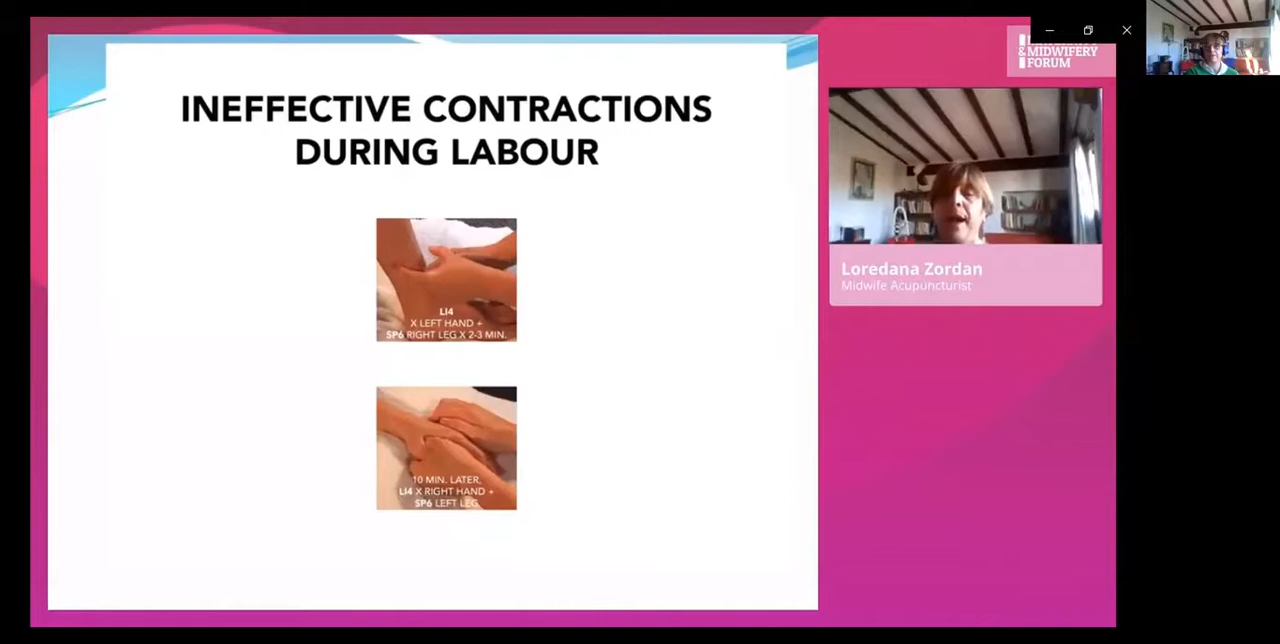 INEFFECTIVE CONTRACTIONS
DURING LABOUR
LI4
X LEFT HAND +
SP6 RIGHT LEG X 2-3 MIN.
10 MIN. LATER,
LI4 X RIGHT HAND +
SP6 LEFT LEG
& MIDWIFERY
FORUM
Loredana Zordan
Midwife Acupuncturist